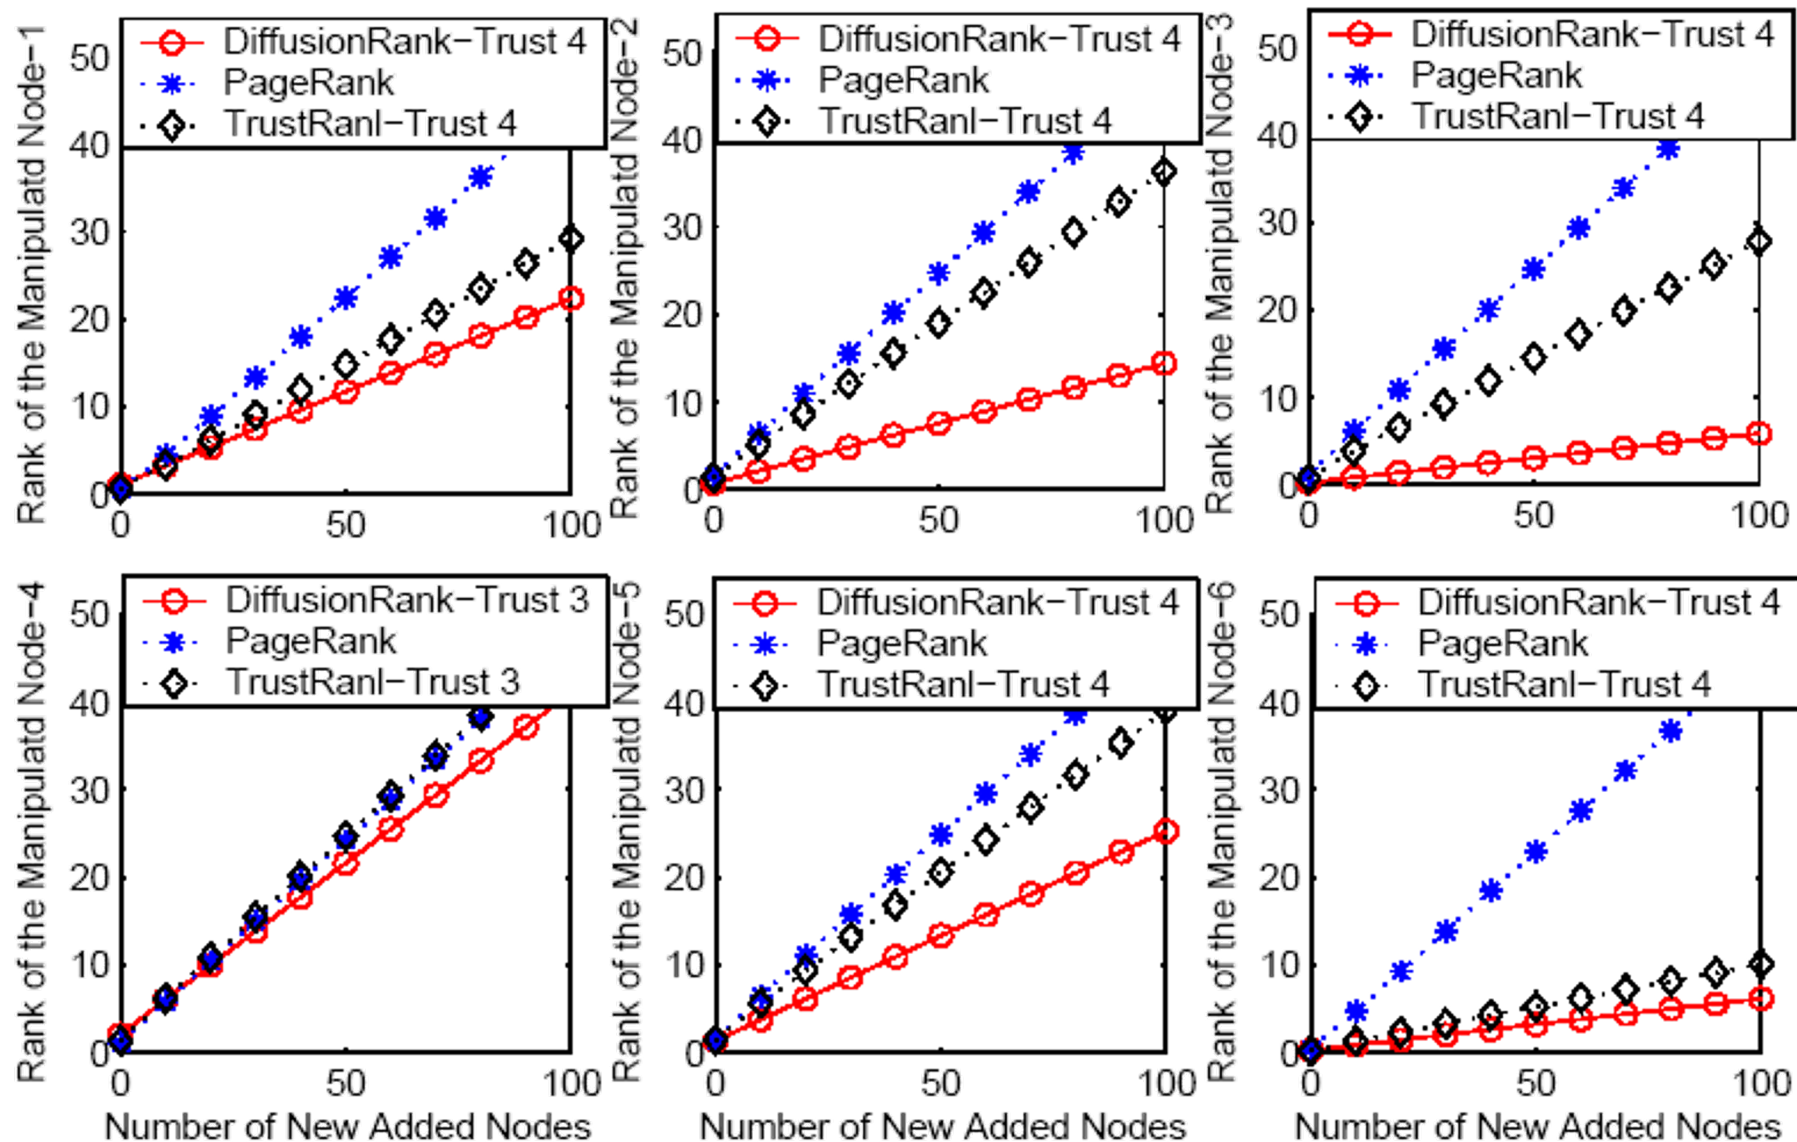 Rank of the Manipulatd Node-1
50
40
30
20
10
0
DiffusionRank-Trust 4
PageRank
TrustRanl-Trust 4
0 50 100
Rank of the Manipulatd Node-2
50
40
30
20
10
0
DiffusionRank-Trust 4
PageRank
TrustRanl-Trust 4
0 50 100
Rank of the Manipulatd Node-3
50
40
30
20
10
0
DiffusionRank-Trust 4
PageRank
TrustRanl-Trust 4
0 50 100
Rank of the Manipulatd Node-4
50
40
30
20
10
0
DiffusionRank-Trust 3
PageRank
TrustRanl-Trust 3
0 50 100
Number of New Added Nodes
Rank of the Manipulatd Node-5
50
40
30
20
10
0
DiffusionRank-Trust 4
PageRank
TrustRanl-Trust 4
0 50 100
Number of New Added Nodes
Rank of the Manipulatd Node-6
50
40
30
20
10
0
DiffusionRank-Trust 4
PageRank
TrustRanl-Trust 4
0 50 100
Number of New Added Nodes